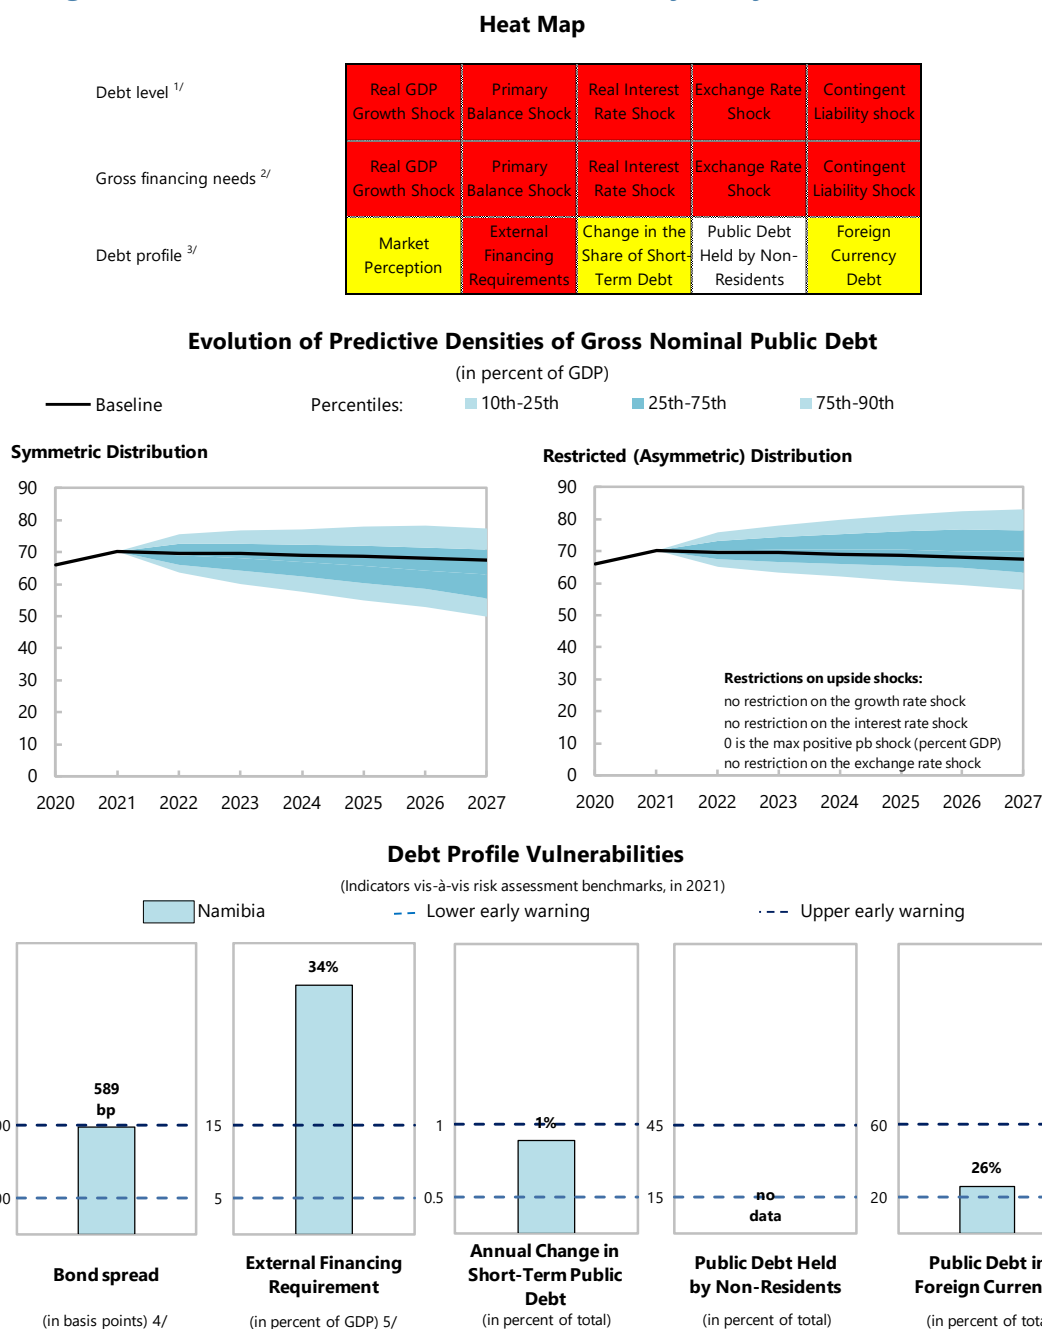 Heat Map
Debt level 1/
Real GDP Growth Shock
Primary Balance Shock
Real Interest Rate Shock
Exchange Rate Shock
Contingent Liability shock
Gross financing needs 2/
Real GDP Growth Shock
Primary Balance Shock
Real Interest Rate Shock
Exchange Rate Shock
Contingent Liability Shock
Debt profile 3/
Market Perception
External Financing Requirements
Change in the Share of Short-Term Debt
Public Debt Held by Non-Residents
Foreign Currency Debt
Evolution of Predictive Densities of Gross Nominal Public Debt
(in percent of GDP)
Baseline
Percentiles:
10th-25th
25th-75th
75th-90th
Symmetric Distribution
90
80
70
60
50
40
30
20
10
0
2020 2021 2022 2023 2024 2025 2026 2027
Restricted (Asymmetric) Distribution
90
80
70
60
50
40
30
20
10
0
Restrictions on upside shocks:
no restriction on the growth rate shock
no restriction on the interest rate shock
0 is the max positive pb shock (percent GDP)
no restriction on the exchange rate shock
2020 2021 2022 2023 2024 2025 2026 2027
Debt Profile Vulnerabilities
(Indicators vis-à-vis risk assessment benchmarks, in 2021)
Namibia
Lower early warning
Upper early warning
589
bp
Bond spread
(in basis points) 4/
34%
15
5
External Financing
Requirement
(in percent of GDP) 5/
1%
1
0.5
Annual Change in
Short-Term Public
Debt
(in percent of total)
45
15
no
data
Public Debt Held
by Non-Residents
(in percent of total)
60
20
26%
Public Debt in
Foreign Curren
(in percent of tota